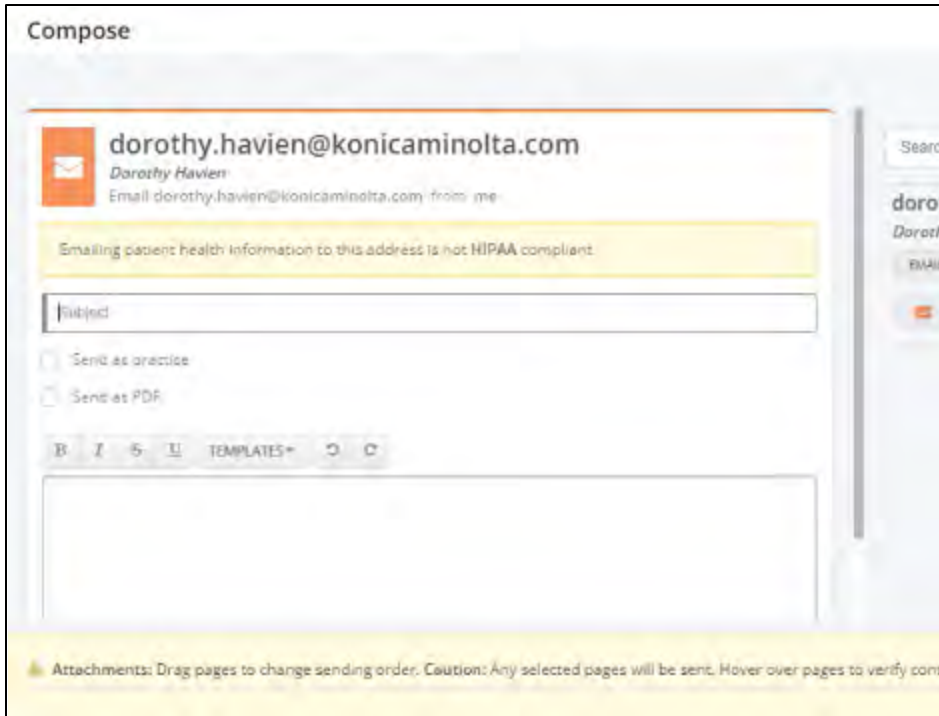 Compose
dorothy.havien@konicaminolta.com
Dorothy Havien
Email dorothy.havien@konicaminolta.com from me
Emailing patient health information to this address is not HIPAA compliant
Subject
Send as practice
Send as PDF
B I S U TEMPLATES
Searc
doro
Doroth
EMAI
Attachments: Drag pages to change sending order. Caution: Any selected pages will be sent. Hover over pages to verify con